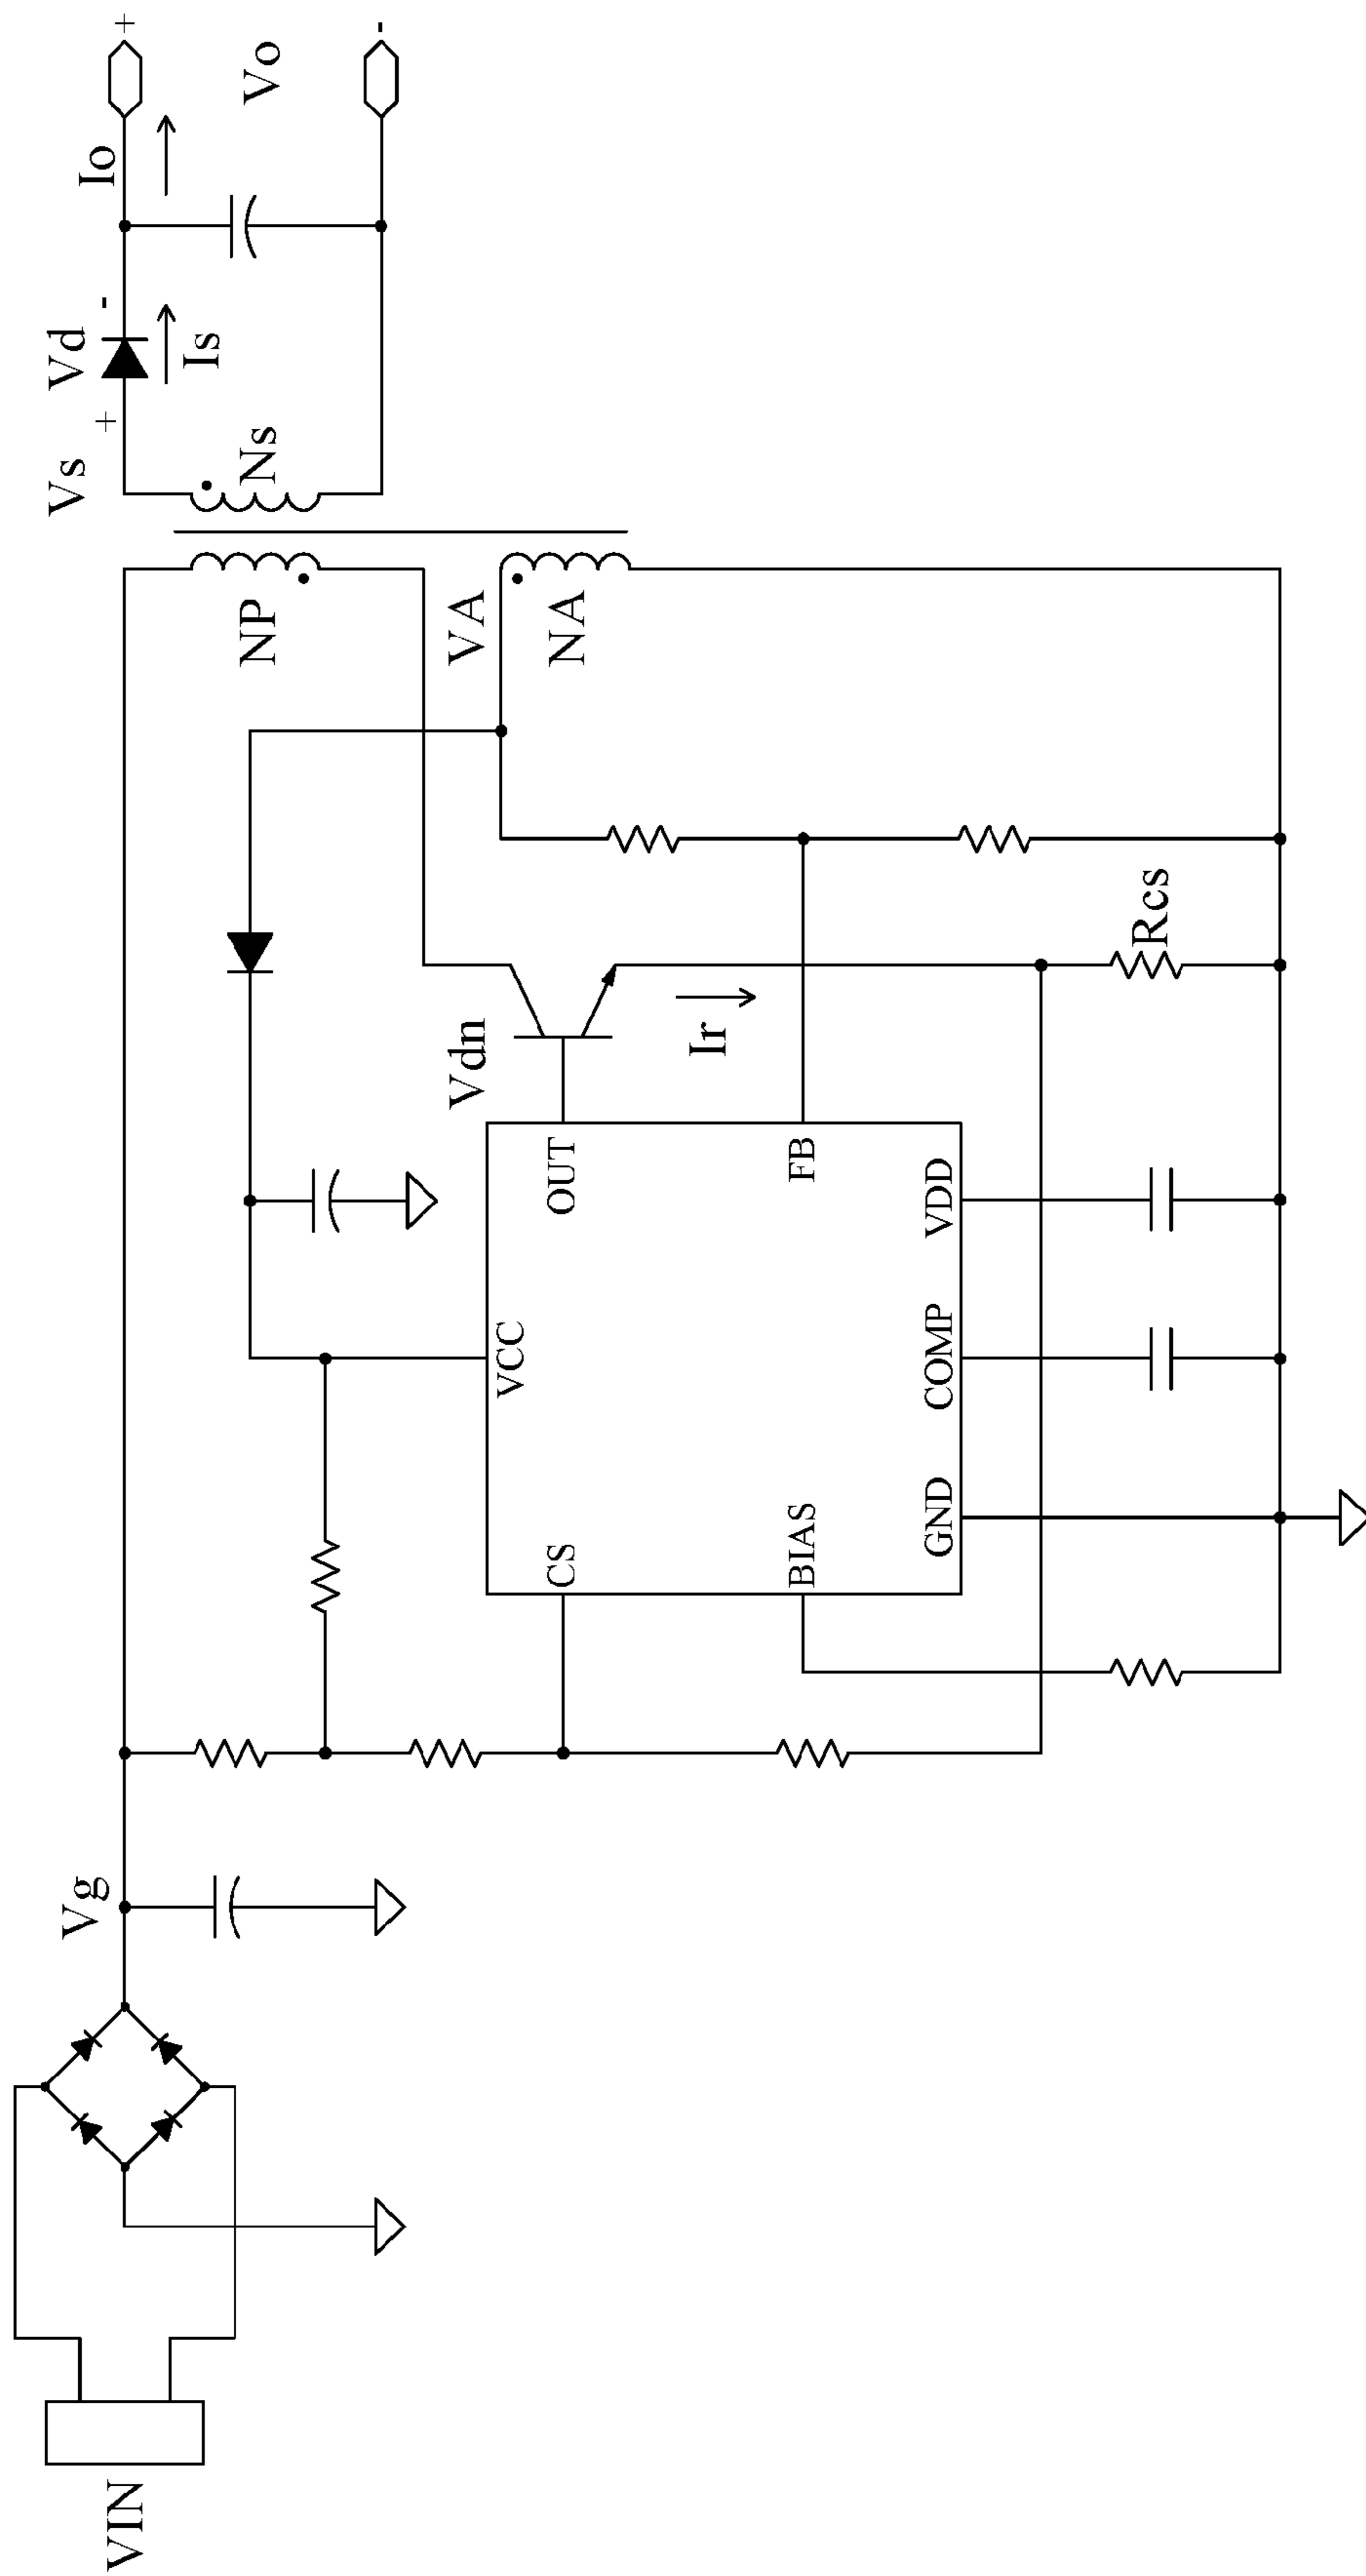 VIN
Vg
CS
BIAS
GND
COMP
VDD
VCC
OUT
FB
Vdn
Ir
Rcs
NP
VA
NA
Vs
Ns
+
Vd
-
Is
Io
+
Vo
-